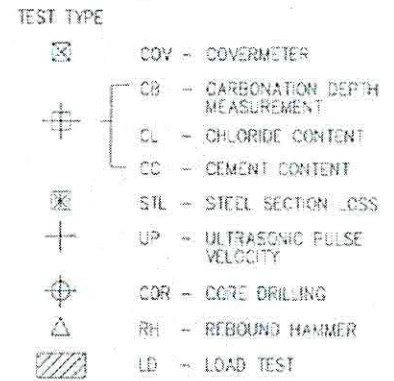 TEST TYPE
COV - COVERMETER
CB - CARBONATION DEPTH
MEASUREMENT
CL - CHLORIDE CONTENT
CC - CEMENT CONTENT
STL - STEEL SECTION LOSS
UP - ULTRASONIC PULSE
VELOCITY
COR - CORE DRILLING
RH - REBOUND HAMMER
LD - LOAD TEST